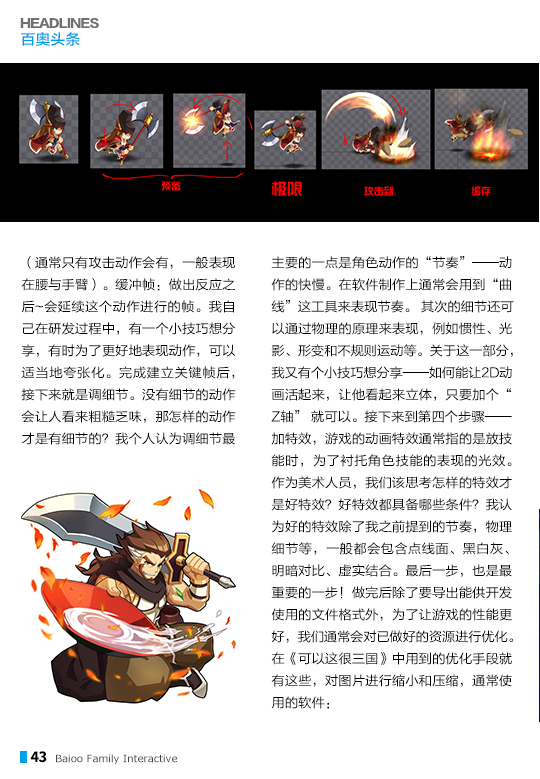 HEADLINES
百奥头条
预备
极限
攻击到
缓存
（通常只有攻击动作会有，一般表现
在腰与手臂）。缓冲帧：做出反应之
后~会延续这个动作进行的帧。我自
己在研发过程中，有一个小技巧想分
享，有时为了更好地表现动作，可以
适当地夸张化。完成建立关键帧后，
接下来就是调细节。没有细节的动作
会让人看来粗糙乏味，那怎样的动作
才是有细节的？我个人认为调细节最
主要的一点是角色动作的“节奏”——动
作的快慢。在软件制作上通常会用到“曲
线”这工具来表现节奏。 其次的细节还可
以通过物理的原理来表现，例如惯性、光
影、形变和不规则运动等。关于这一部分，
我又有个小技巧想分享——如何能让2D动
画活起来，让他看起来立体，只要加个“
Z轴” 就可以。接下来到第四个步骤——
加特效，游戏的动画特效通常指的是放技
能时，为了衬托角色技能的表现的光效。
作为美术人员，我们该思考怎样的特效才
是好特效？好特效都具备哪些条件？我认
为好的特效除了我之前提到的节奏，物理
细节等，一般都会包含点线面、黑白灰、
明暗对比、虚实结合。最后一步，也是最
重要的一步！做完后除了要导出能供开发
使用的文件格式外，为了让游戏的性能更
好，我们通常会对已做好的资源进行优化。
在《可以这很三国》中用到的优化手段就
有这些，对图片进行缩小和压缩，通常使
用的软件：
43 Baioo Family Interactive